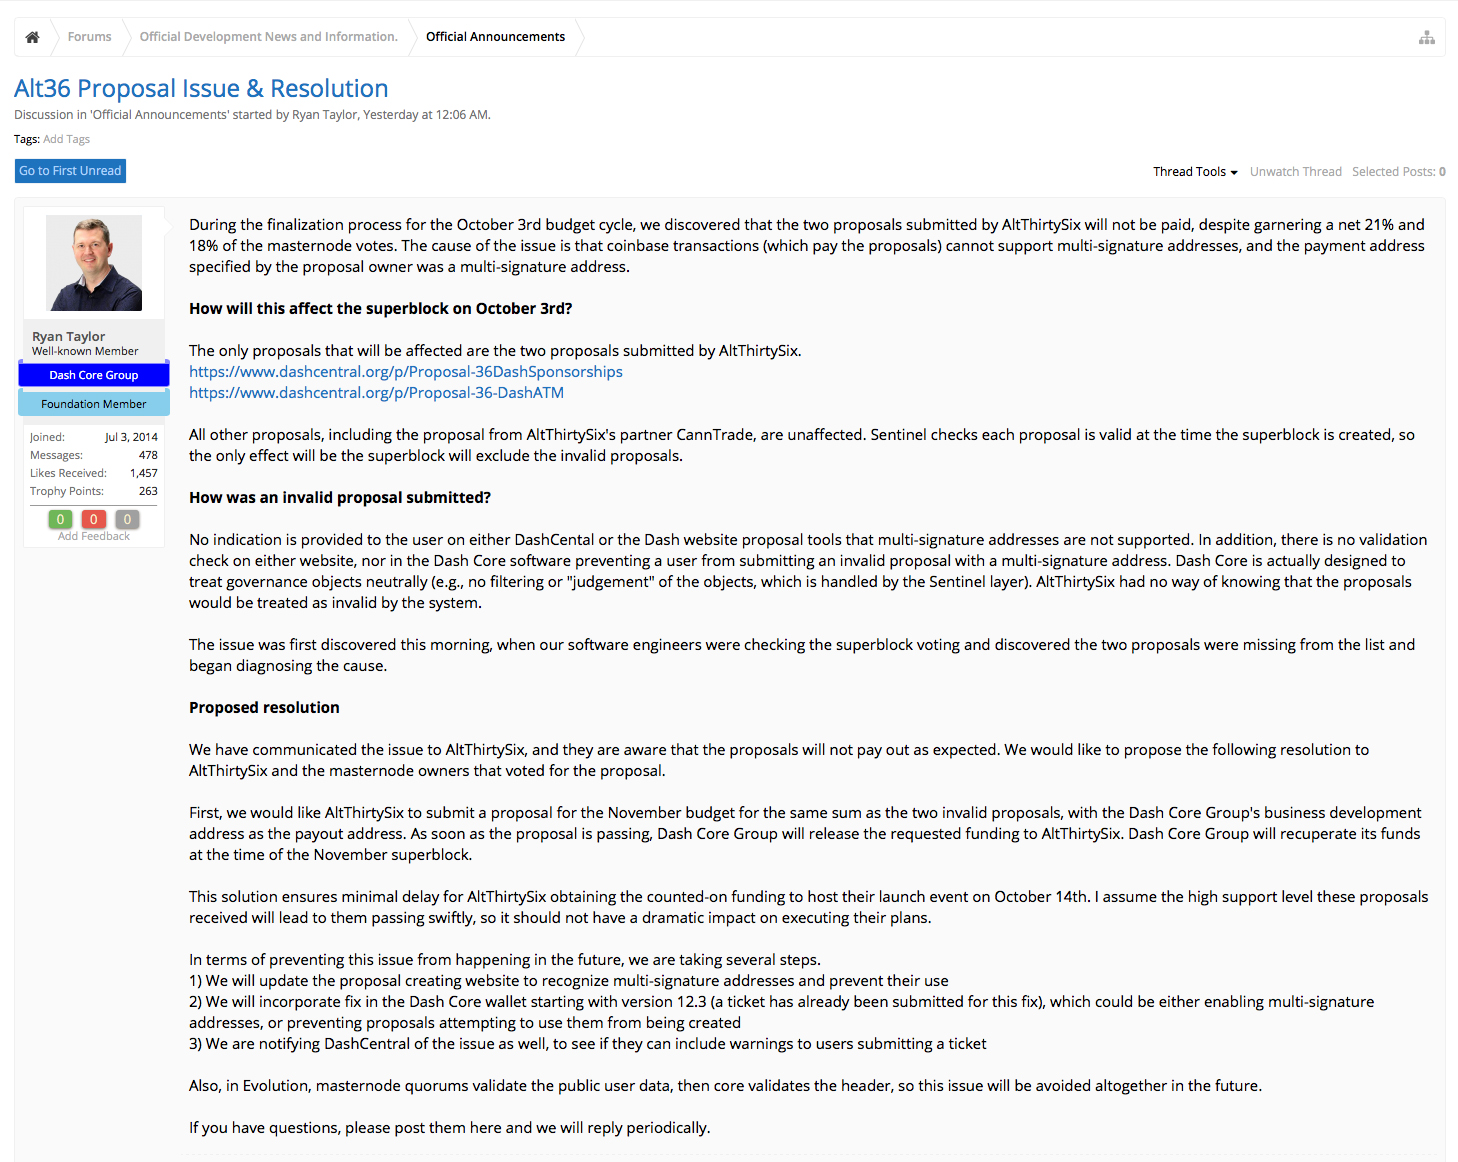 Forums
Official Development News and Information.
Official Announcements
Alt36 Proposal Issue & Resolution
Discussion in 'Official Announcements' started by Ryan Taylor, Yesterday at 12:06 AM.
Tags: Add Tags
Go to First Unread
Thread Tools Unwatch Thread Selected Posts: 0
Ryan Taylor
Well-known Member
Dash Core Group
Foundation Member
Joined: Jul 3, 2014
Messages: 478
Likes Received: 1,457
Trophy Points: 263
0 0 0
Add Feedback
During the finalization process for the October 3rd budget cycle, we discovered that the two proposals submitted by AltThirtySix will not be paid, despite garnering a net 21% and
18% of the masternode votes. The cause of the issue is that coinbase transactions (which pay the proposals) cannot support multi-signature addresses, and the payment address
specified by the proposal owner was a multi-signature address.
How will this affect the superblock on October 3rd?
The only proposals that will be affected are the two proposals submitted by AltThirtySix.
https://www.dashcentral.org/p/Proposal-36DashSponsorships
https://www.dashcentral.org/p/Proposal-36-DashATM
All other proposals, including the proposal from AltThirtySix's partner CannTrade, are unaffected. Sentinel checks each proposal is valid at the time the superblock is created, so
the only effect will be the superblock will exclude the invalid proposals.
How was an invalid proposal submitted?
No indication is provided to the user on either DashCental or the Dash website proposal tools that multi-signature addresses are not supported. In addition, there is no validation
check on either website, nor in the Dash Core software preventing a user from submitting an invalid proposal with a multi-signature address. Dash Core is actually designed to
treat governance objects neutrally (e.g., no filtering or "judgement" of the objects, which is handled by the Sentinel layer). AltThirtySix had no way of knowing that the proposals
would be treated as invalid by the system.
The issue was first discovered this morning, when our software engineers were checking the superblock voting and discovered the two proposals were missing from the list and
began diagnosing the cause.
Proposed resolution
We have communicated the issue to AltThirtySix, and they are aware that the proposals will not pay out as expected. We would like to propose the following resolution to
AltThirtySix and the masternode owners that voted for the proposal.
First, we would like AltThirtySix to submit a proposal for the November budget for the same sum as the two invalid proposals, with the Dash Core Group's business development
address as the payout address. As soon as the proposal is passing, Dash Core Group will release the requested funding to AltThirtySix. Dash Core Group will recuperate its funds
at the time of the November superblock.
This solution ensures minimal delay for AltThirtySix obtaining the counted-on funding to host their launch event on October 14th. I assume the high support level these proposals
received will lead to them passing swiftly, so it should not have a dramatic impact on executing their plans.
In terms of preventing this issue from happening in the future, we are taking several steps.
1) We will update the proposal creating website to recognize multi-signature addresses and prevent their use
2) We will incorporate fix in the Dash Core wallet starting with version 12.3 (a ticket has already been submitted for this fix), which could be either enabling multi-signature
addresses, or preventing proposals attempting to use them from being created
3) We are notifying DashCentral of the issue as well, to see if they can include warnings to users submitting a ticket
Also, in Evolution, masternode quorums validate the public user data, then core validates the header, so this issue will be avoided altogether in the future.
If you have questions, please post them here and we will reply periodically.